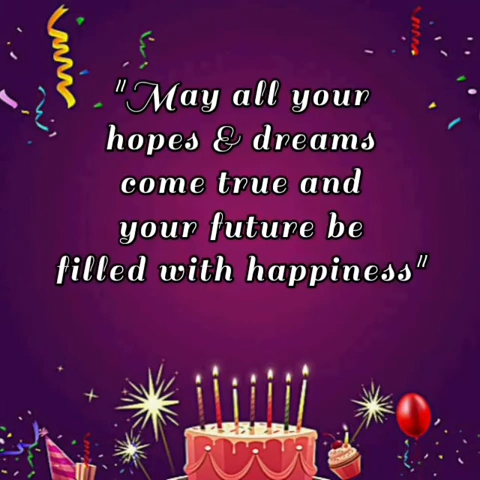 "May all your
hopes & dreams
come true and
your future be
filled with happiness"